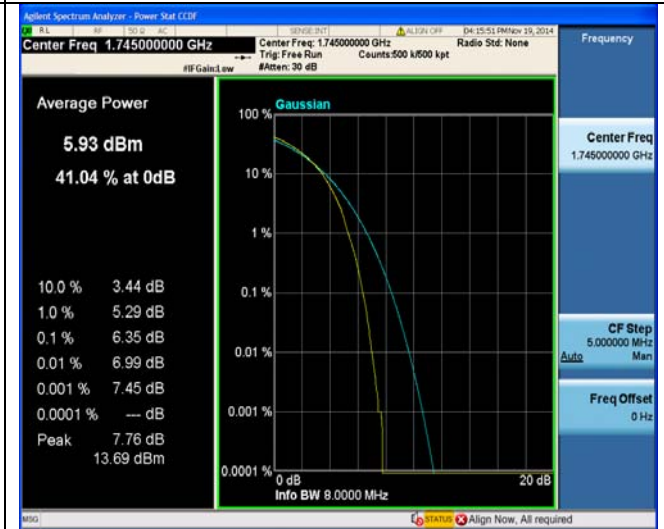 Agilent Spectrum Analyzer - Power Stat CCDF
RL RF 50 Ω AC SENSE:INT ALIGN OFF 04:15:51 PM Nov 19, 2014
Center Freq 1.745000000 GHz
Center Freq: 1.745000000 GHz Radio Std: None
Trig: Free Run Counts:500 k/500 kpt
#IFGain:Low #Atten: 30 dB
Frequency
Average Power
5.93 dBm
41.04 % at 0dB
10.0 % 3.44 dB
1.0 % 5.29 dB
0.1 % 6.35 dB
0.01 % 6.99 dB
0.001 % 7.45 dB
0.0001 % --- dB
Peak 7.76 dB
13.69 dBm
Gaussian
100 %
10 %
1 %
0.1 %
0.01 %
0.001 %
0.0001 %
0 dB 20 dB
Info BW 8.0000 MHz
Center Freq
1.745000000 GHz
CF Step
5.000000 MHz
Auto Man
Freq Offset
0 Hz
MSG STATUS Align Now, All required